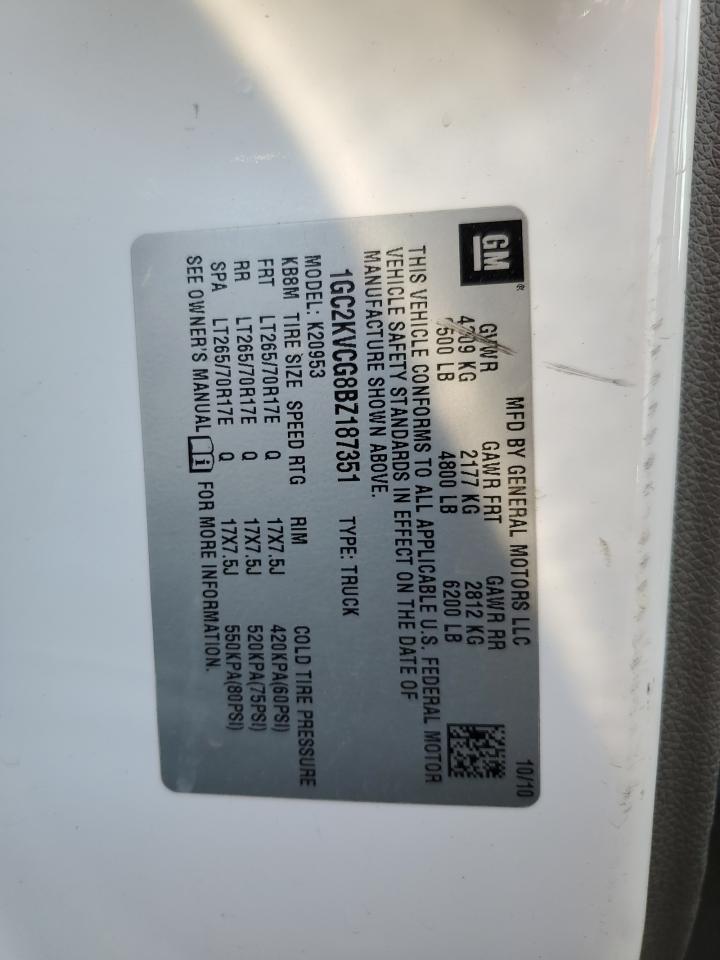 GM®
MFD BY GENERAL MOTORS LLC 10/10
GVWR GAWR FRT GAWR RR
KG 2177 KG 2812 KG
LB 4800 LB 6200 LB
THIS VEHICLE CONFORMS TO ALL APPLICABLE U.S. FEDERAL MOTOR
VEHICLE SAFETY STANDARDS IN EFFECT ON THE DATE OF
MANUFACTURE SHOWN ABOVE.
1GC2KVCG8BZ187351 TYPE: TRUCK
MODEL: K20953
KB8M TIRE SIZE SPEED RTG RIM COLD TIRE PRESSURE
FRT LT265/70R17E Q 17X7.5J 420KPA(60PSI)
RR LT265/70R17E Q 17X7.5J 520KPA(75PSI)
SPA LT265/70R17E Q 17X7.5J 550KPA(80PSI)
SEE OWNER'S MANUAL i FOR MORE INFORMATION.